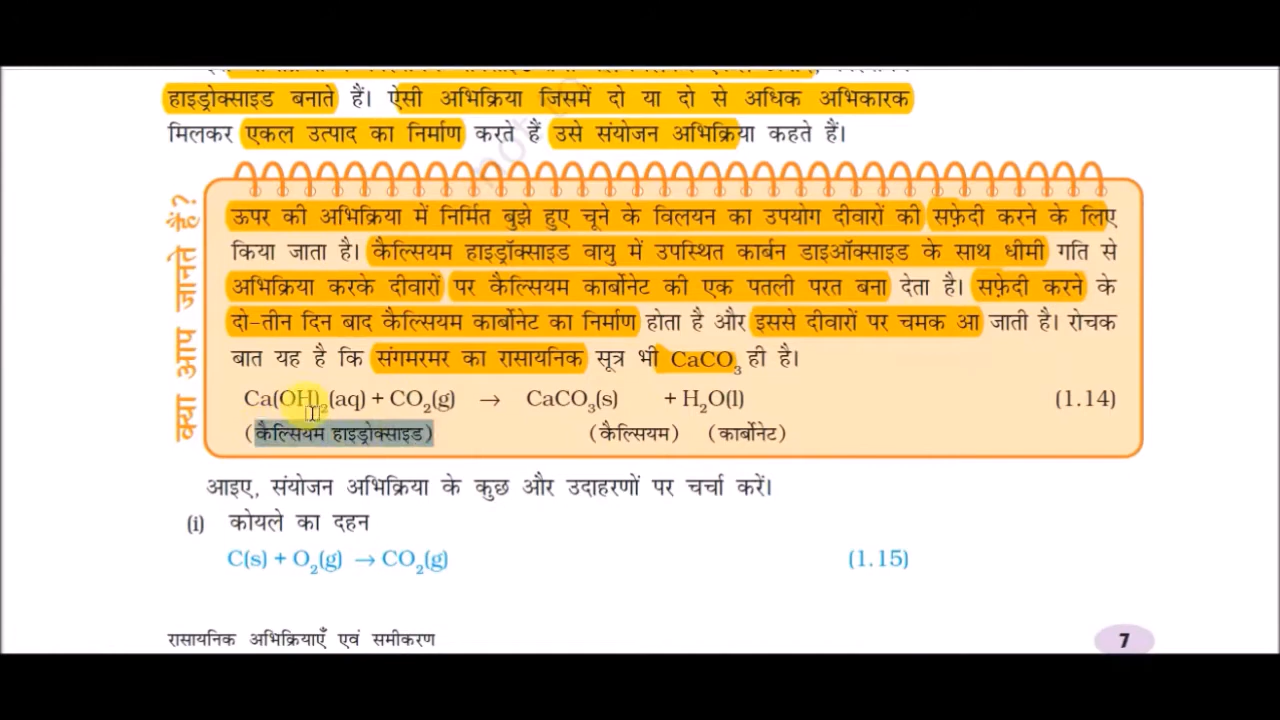 हाइड्रोक्साइड बनाते हैं। ऐसी अभिक्रिया जिसमें दो या दो से अधिक अभिकारक
मिलकर एकल उत्पाद का निर्माण करते हैं उसे संयोजन अभिक्रिया कहते हैं।
क्या आप जानते हैं?
ऊपर की अभिक्रिया में निर्मित बुझे हुए चूने के विलयन का उपयोग दीवारों की सफ़ेदी करने के लिए
किया जाता है। कैल्सियम हाइड्रॉक्साइड वायु में उपस्थित कार्बन डाइऑक्साइड के साथ धीमी गति से
अभिक्रिया करके दीवारों पर कैल्सियम कार्बोनेट की एक पतली परत बना देता है। सफ़ेदी करने के
दो-तीन दिन बाद कैल्सियम कार्बोनेट का निर्माण होता है और इससे दीवारों पर चमक आ जाती है। रोचक
बात यह है कि संगमरमर का रासायनिक सूत्र भी CaCO₃ ही है।
Ca(OH)₂(aq) + CO₂(g) → CaCO₃(s) + H₂O(l) (1.14)
(कैल्सियम हाइड्रोक्साइड) (कैल्सियम) (कार्बोनेट)
आइए, संयोजन अभिक्रिया के कुछ और उदाहरणों पर चर्चा करें।
(i) कोयले का दहन
C(s) + O₂(g) → CO₂(g) (1.15)
रासायनिक अभिक्रियाएँ एवं समीकरण 7